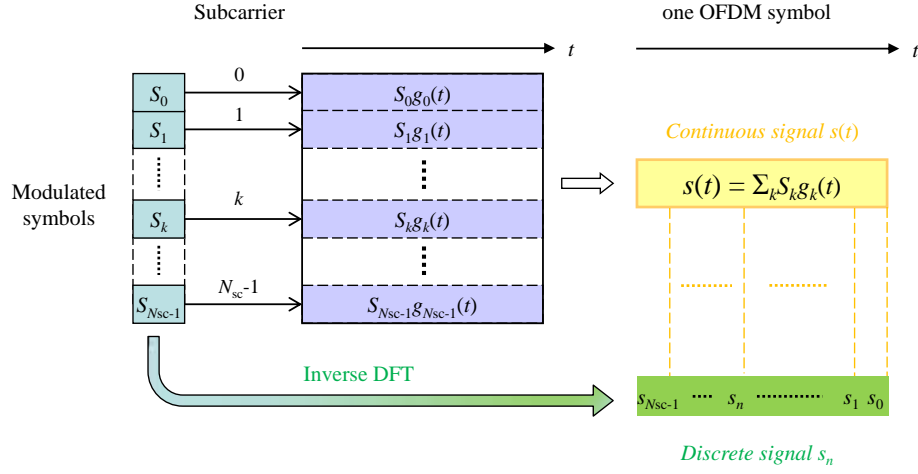 Subcarrier
one OFDM symbol
t
t
0
S0
S0g0(t)
1
S1
S1g1(t)
Continuous signal s(t)
Modulated
symbols
k
Sk
Skgk(t)
s(t) = ΣkSkgk(t)
Nsc-1
SNsc-1
SNsc-1gNsc-1(t)
Inverse DFT
sNsc-1 ···· sn ············ s1 s0
Discrete signal sn